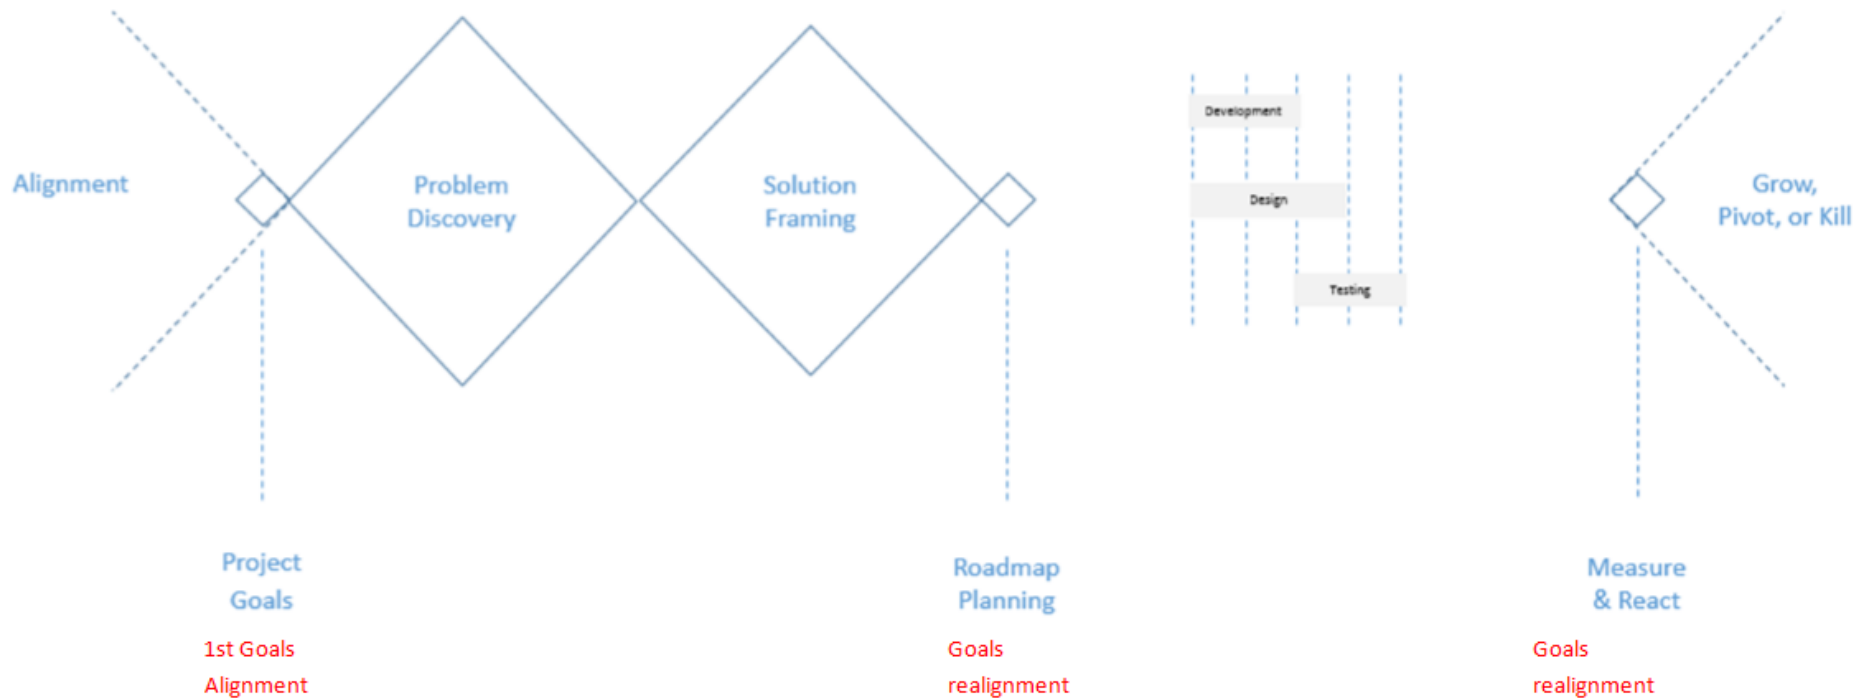 Alignment
Problem
Discovery
Solution
Framing
Development
Design
Testing
Grow,
Pivot, or Kill
Project
Goals
1st Goals
Alignment
Roadmap
Planning
Goals
realignment
Measure
& React
Goals
realignment